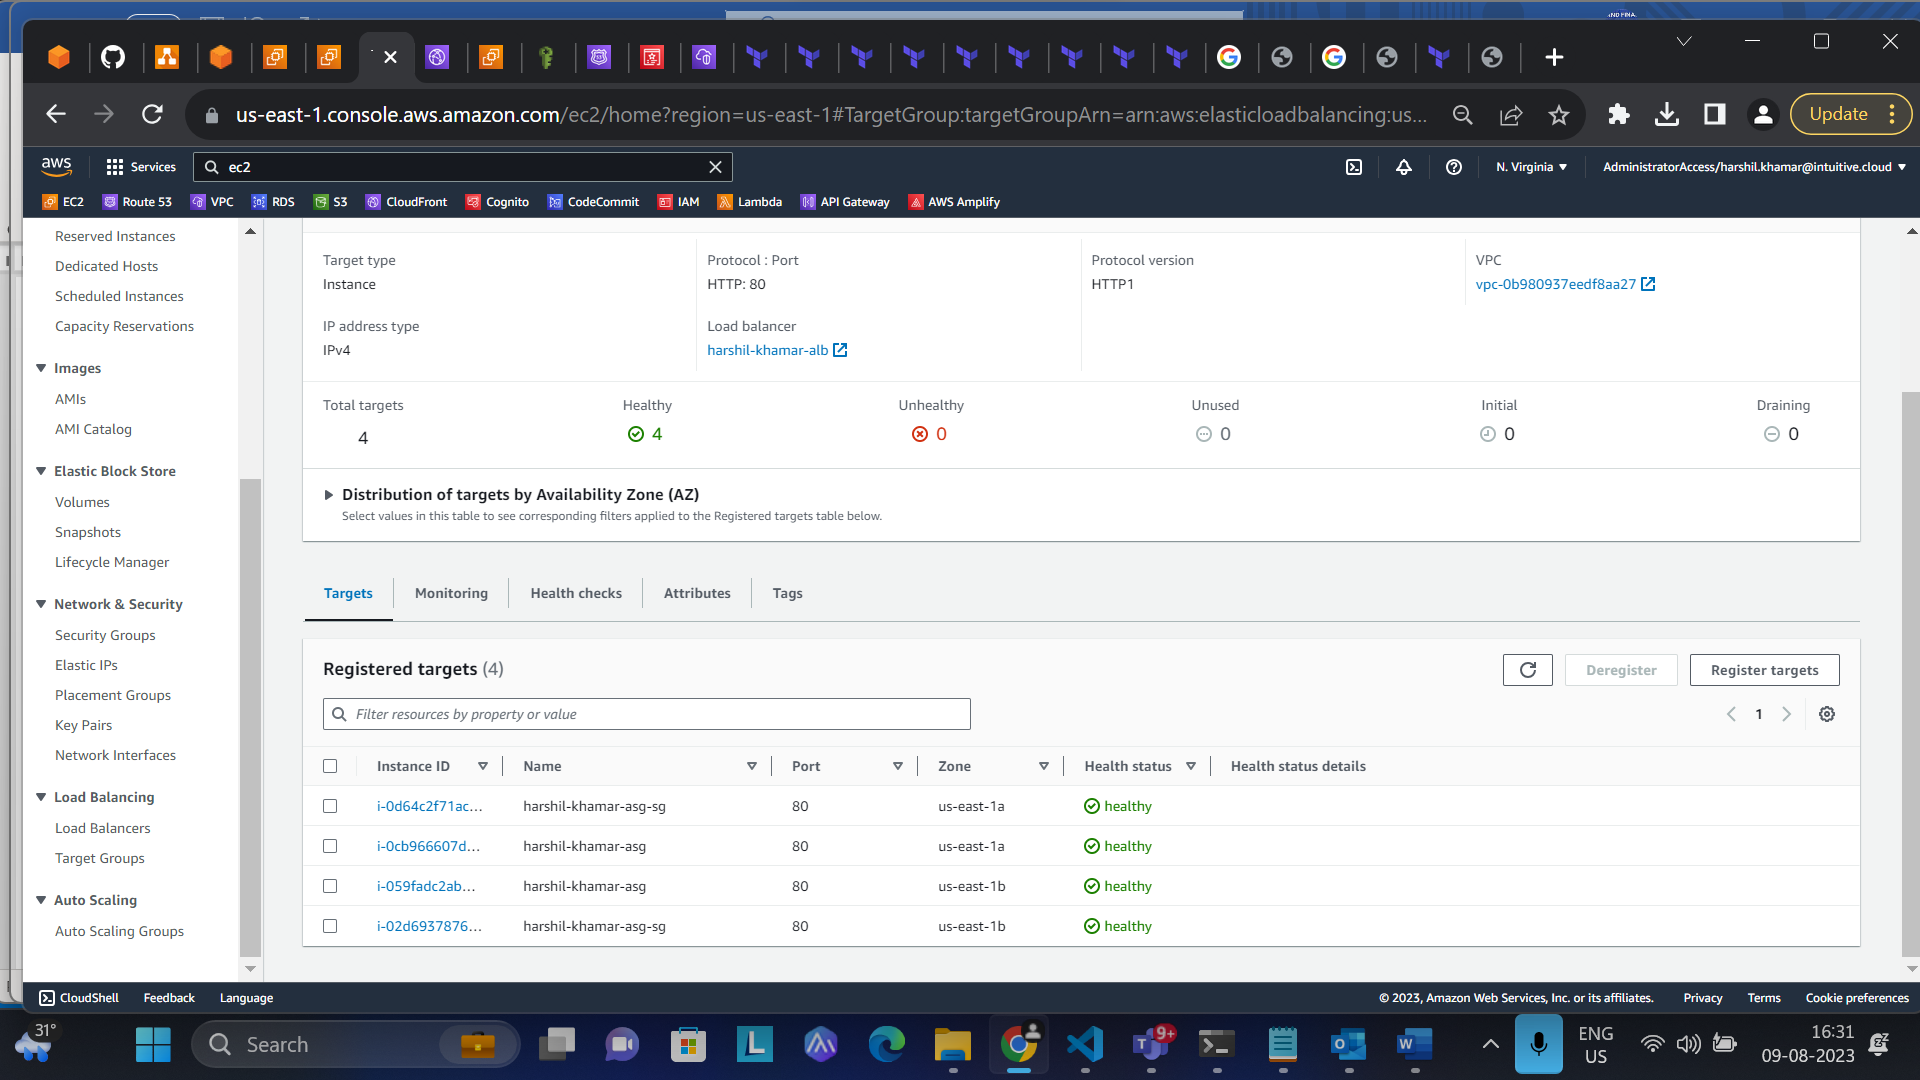 us-east-1.console.aws.amazon.com/ec2/home?region=us-east-1#TargetGroup:targetGroupArn=arn:aws:elasticloadbalancing:us...
Update
aws
Services
ec2
N. Virginia
AdministratorAccess/harshil.khamar@intuitive.cloud
EC2
Route 53
VPC
RDS
S3
CloudFront
Cognito
CodeCommit
IAM
Lambda
API Gateway
AWS Amplify
Reserved Instances
Dedicated Hosts
Scheduled Instances
Capacity Reservations
Images
AMIs
AMI Catalog
Elastic Block Store
Volumes
Snapshots
Lifecycle Manager
Network & Security
Security Groups
Elastic IPs
Placement Groups
Key Pairs
Network Interfaces
Load Balancing
Load Balancers
Target Groups
Auto Scaling
Auto Scaling Groups
Target type
Instance
Protocol : Port
HTTP: 80
Protocol version
HTTP1
VPC
vpc-0b980937eedf8aa27
IP address type
IPv4
Load balancer
harshil-khamar-alb
Total targets
4
Healthy
4
Unhealthy
0
Unused
0
Initial
0
Draining
0
Distribution of targets by Availability Zone (AZ)
Select values in this table to see corresponding filters applied to the Registered targets table below.
Targets
Monitoring
Health checks
Attributes
Tags
Registered targets (4)
Deregister
Register targets
Filter resources by property or value
1
Instance ID Name Port Zone Health status Health status details
i-0d64c2f71ac... harshil-khamar-asg-sg 80 us-east-1a healthy
i-0cb966607d... harshil-khamar-asg 80 us-east-1a healthy
i-059fadc2ab... harshil-khamar-asg 80 us-east-1b healthy
i-02d6937876... harshil-khamar-asg-sg 80 us-east-1b healthy
CloudShell
Feedback
Language
© 2023, Amazon Web Services, Inc. or its affiliates.
Privacy
Terms
Cookie preferences
31°
Search
L
9+
ENG
US
16:31
09-08-2023